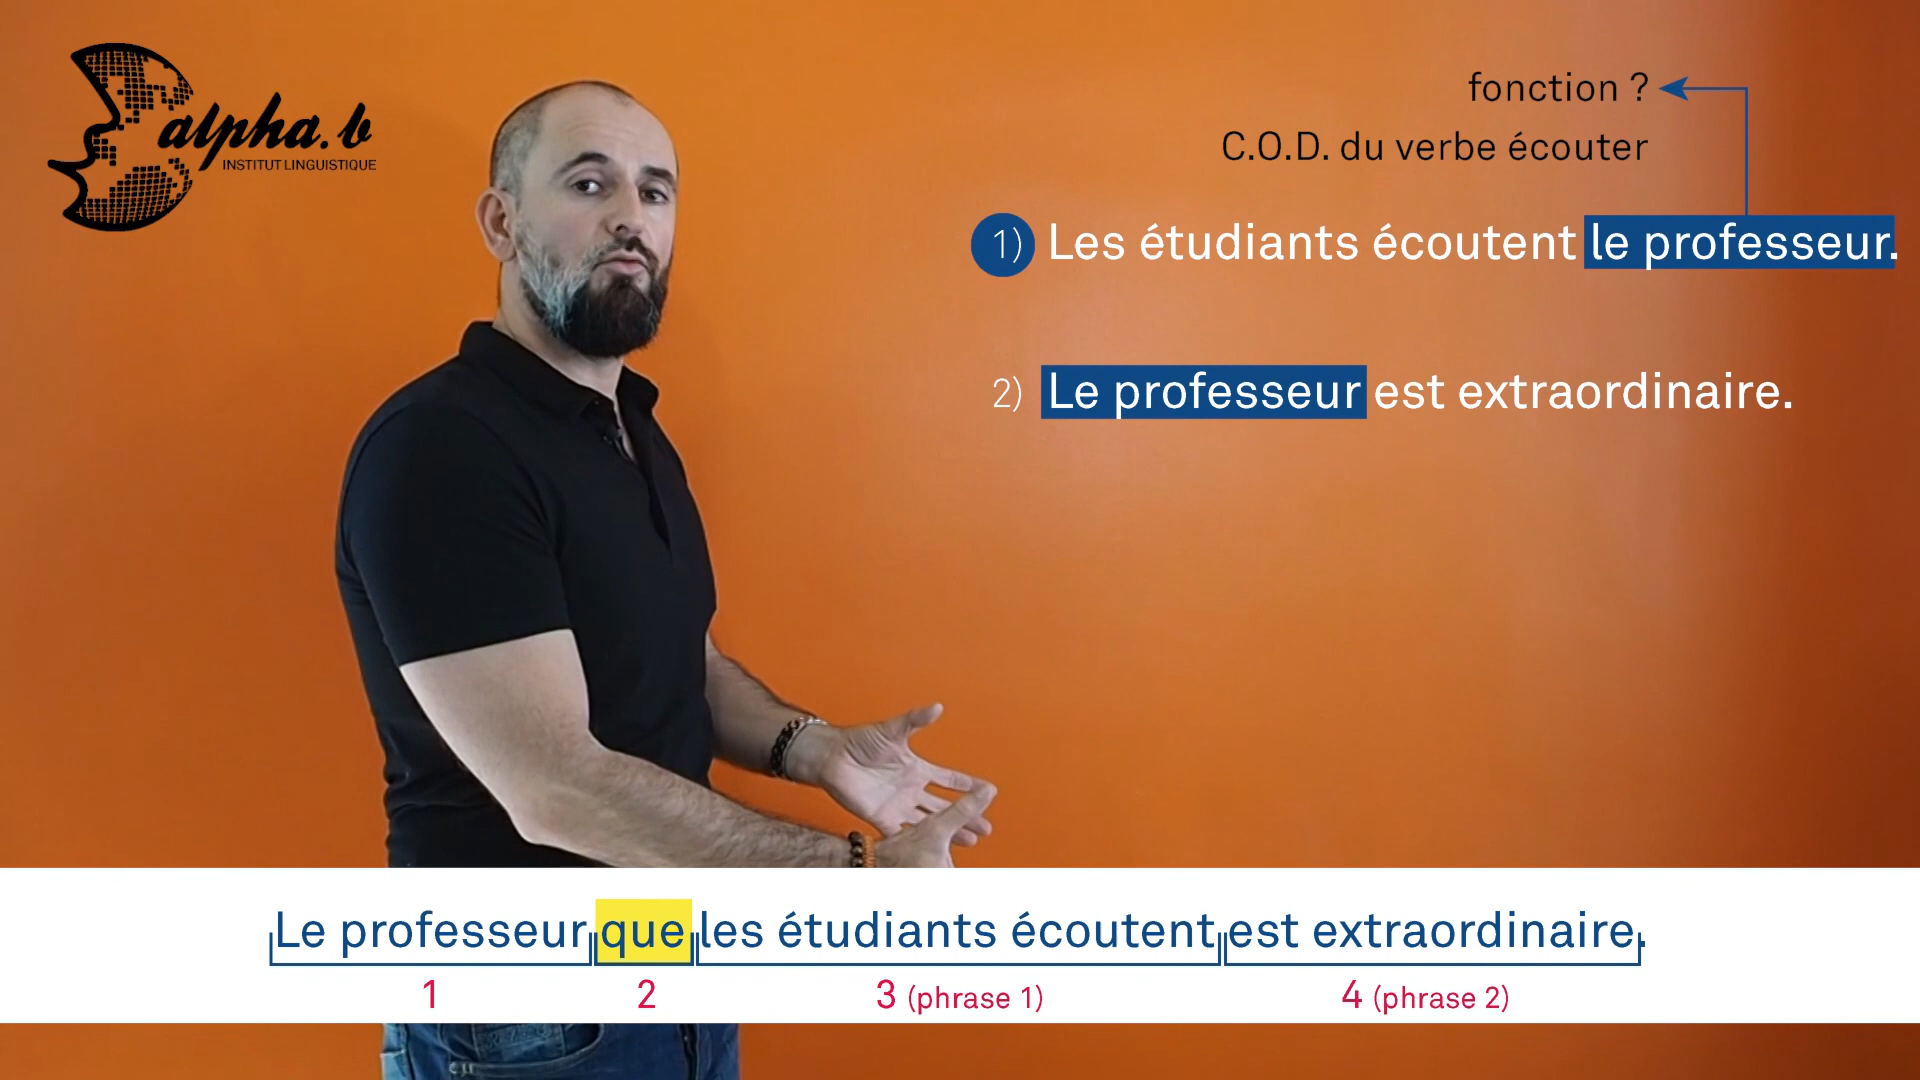 alpha.b
INSTITUT LINGUISTIQUE
fonction ?
C.O.D. du verbe écouter
1) Les étudiants écoutent le professeur.
2) Le professeur est extraordinaire.
Le professeur que les étudiants écoutent est extraordinaire.
1 2 3 (phrase 1) 4 (phrase 2)